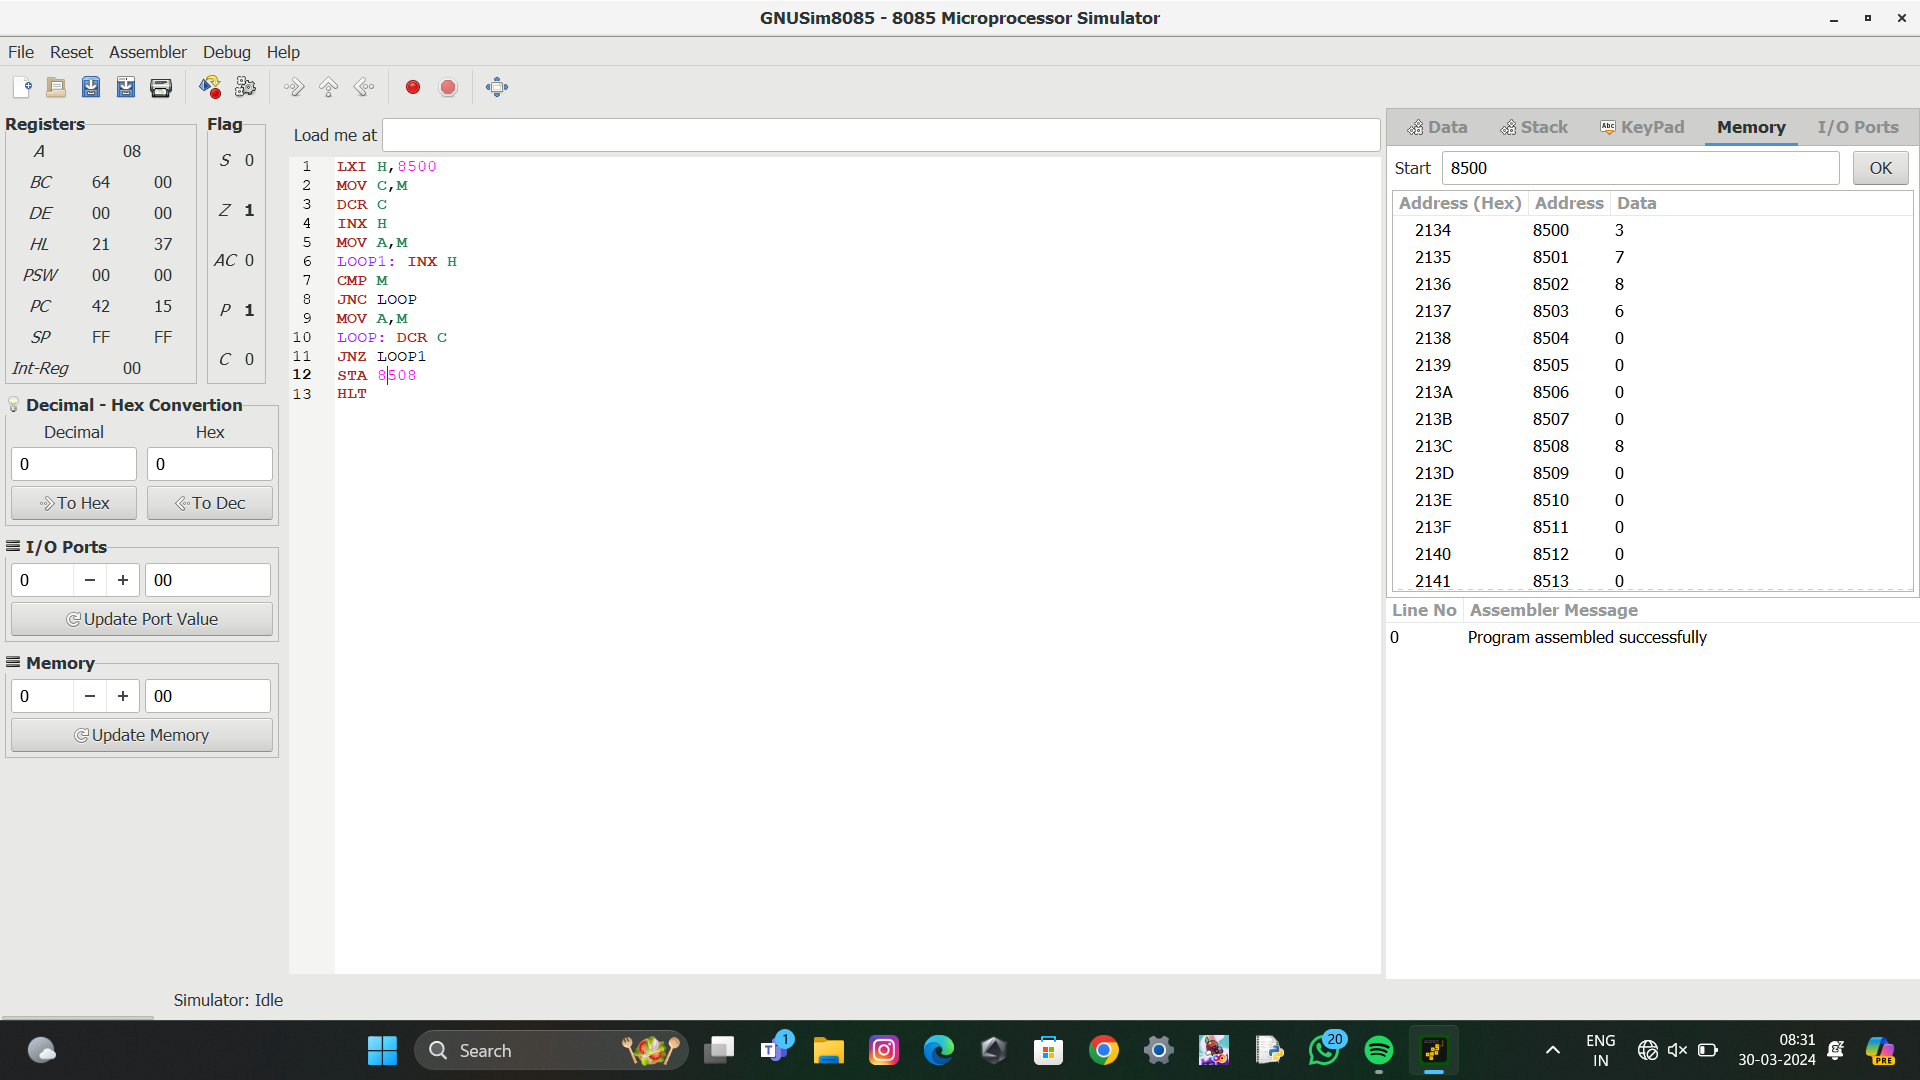 GNUSim8085 - 8085 Microprocessor Simulator
File Reset Assembler Debug Help
Registers
A 08
BC 64 00
DE 00 00
HL 21 37
PSW 00 00
PC 42 15
SP FF FF
Int-Reg 00
Flag
S 0
Z 1
AC 0
P 1
C 0
Decimal - Hex Convertion
Decimal Hex
0 0
To Hex To Dec
I/O Ports
0 − + 00
Update Port Value
Memory
0 − + 00
Update Memory
Load me at
1 LXI H,8500
2 MOV C,M
3 DCR C
4 INX H
5 MOV A,M
6 LOOP1: INX H
7 CMP M
8 JNC LOOP
9 MOV A,M
10 LOOP: DCR C
11 JNZ LOOP1
12 STA 8508
13 HLT
Data Stack Abc KeyPad Memory I/O Ports
Start 8500 OK
Address (Hex) Address Data
2134 8500 3
2135 8501 7
2136 8502 8
2137 8503 6
2138 8504 0
2139 8505 0
213A 8506 0
213B 8507 0
213C 8508 8
213D 8509 0
213E 8510 0
213F 8511 0
2140 8512 0
2141 8513 0
Line No Assembler Message
0 Program assembled successfully
Simulator: Idle
Search
1
20
ENG
IN
08:31
30-03-2024
PRE